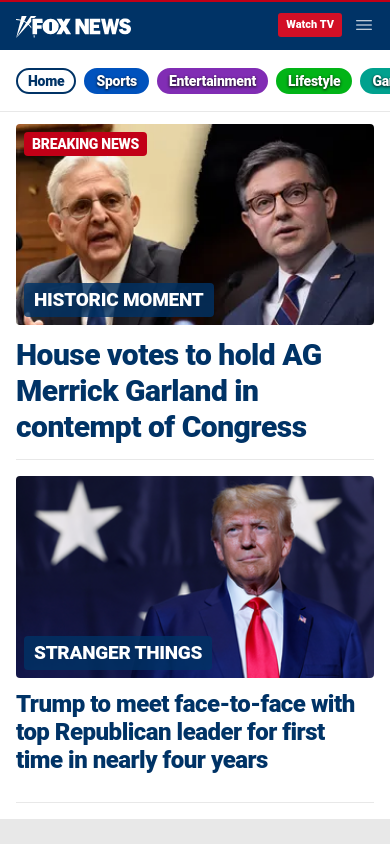 FOX NEWS
Watch TV
Home
Sports
Entertainment
Lifestyle
BREAKING NEWS
HISTORIC MOMENT
House votes to hold AG
Merrick Garland in
contempt of Congress
STRANGER THINGS
Trump to meet face-to-face with
top Republican leader for first
time in nearly four years